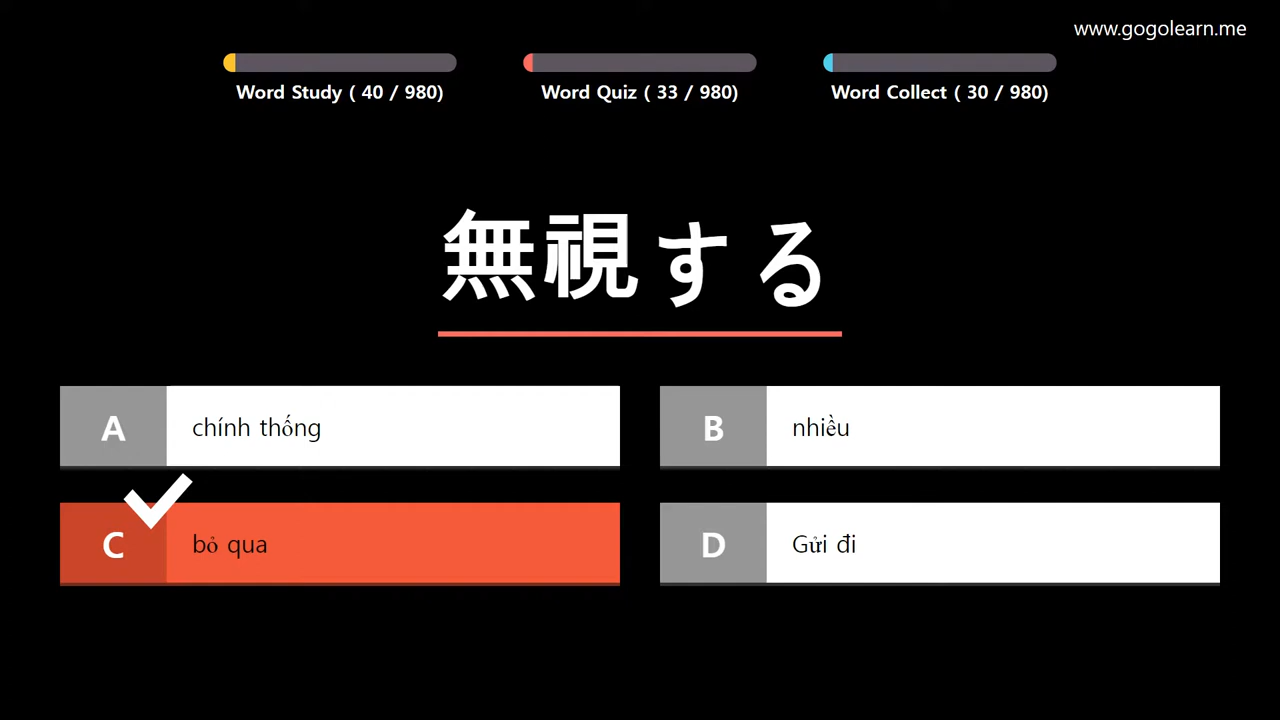 www.gogolearn.me
Word Study ( 40 / 980)
Word Quiz ( 33 / 980)
Word Collect ( 30 / 980)
無視する
A chính thống
B nhiều
C bỏ qua
D Gửi đi